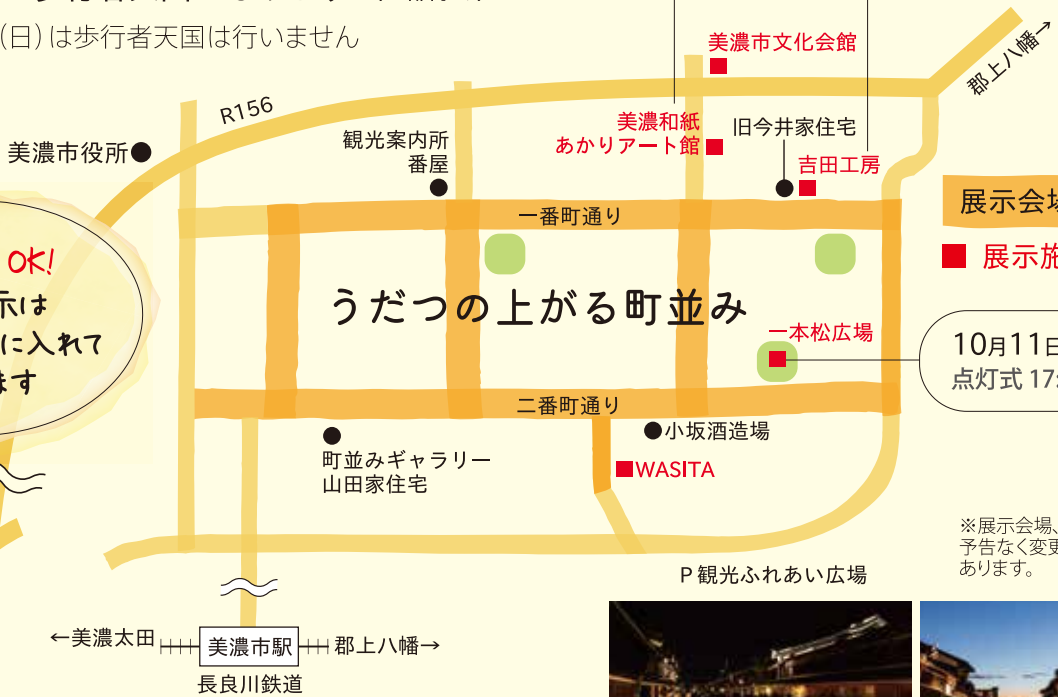 (日)は歩行者天国は行いません
美濃市文化会館
郡上八幡→
R156
美濃和紙
あかりアート館
旧今井家住宅
観光案内所
番屋
美濃市役所
吉田工房
一番町通り
展示会場
展示施
OK!
示は
に入れて
ます
うだつの上がる町並み
一本松広場
10月11日
点灯式 17:
二番町通り
小坂酒造場
町並みギャラリー
山田家住宅
WASITA
※展示会場、
予告なく変更
あります。
P 観光ふれあい広場
←美濃太田
美濃市駅
郡上八幡→
長良川鉄道